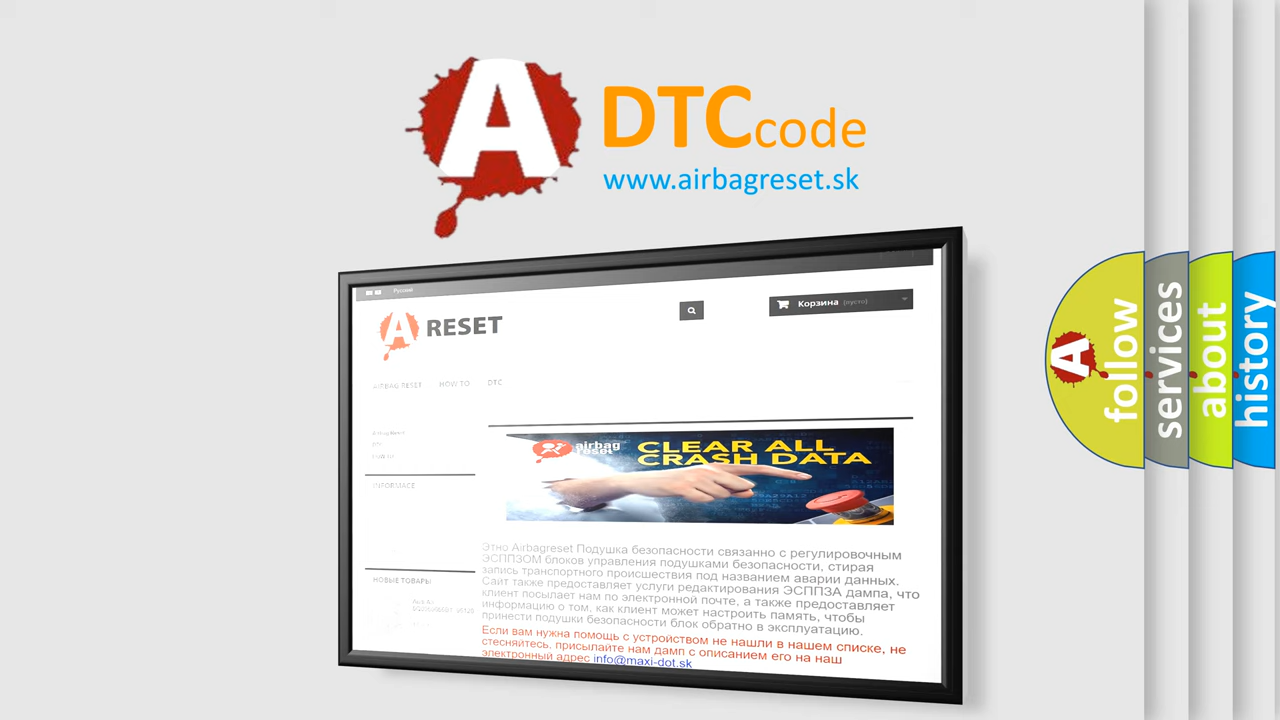 A
DTCcode
www.airbagreset.sk
Русский
A RESET
Корзина (пусто)
AIRBAG RESET HOW TO DTC
Airbag Reset
DTC
INFORMACE
airbag
reset
CLEAR ALL
CRASH DATA
Этно Airbagreset Подушка безопасности связанно с регулировочным
ЭСППЗОМ блоков управления подушками безопасности, стирая
запись транспортного происшествия под названием аварии данных.
Сайт также предоставляет услуги редактирования ЭСППЗА дампа, что
клиент посылает нам по электронной почте, а также предоставляет
информацию о том, как клиент может настроить память, чтобы
принести подушки безопасности блок обратно в эксплуатацию.
Если вам нужна помощь с устройством не нашли в нашем списке, не
стесняйтесь, присылайте нам дамп с описанием его на наш
электронный адрес info@maxi-dot.sk
НОВЫЕ ТОВАРЫ
A
follow
services
about
history